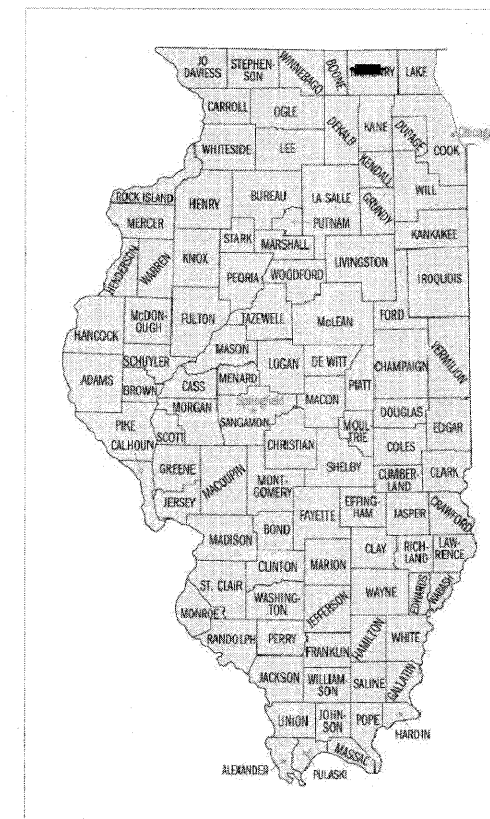 JO
DAVIESS
STEPHEN-
SON
WINNEBAGO
BOONE
LAKE
CARROLL
OGLE
DEKALB
KANE
DUPAGE
Chicago
COOK
WHITESIDE
LEE
KENDALL
WILL
ROCK ISLAND
HENRY
BUREAU
LA SALLE
PUTNAM
GRUNDY
MERCER
KANKAKEE
STARK
MARSHALL
HENDERSON
WARREN
KNOX
PEORIA
WOODFORD
LIVINGSTON
IROQUOIS
HANCOCK
McDON-
OUGH
FULTON
TAZEWELL
McLEAN
FORD
VERMILION
MASON
SCHUYLER
LOGAN
DE WITT
CHAMPAIGN
ADAMS
BROWN
CASS
MENARD
PIATT
MORGAN
Springfield
MACON
PIKE
SCOTT
SANGAMON
MOUL-
TRIE
DOUGLAS
EDGAR
CALHOUN
CHRISTIAN
COLES
GREENE
MACOUPIN
SHELBY
CUMBER-
LAND
CLARK
JERSEY
MONT-
GOMERY
FAYETTE
EFFING-
HAM
JASPER
CRAWFORD
MADISON
BOND
CLAY
RICH-
LAND
LAW-
RENCE
CLINTON
MARION
ST. CLAIR
WASHING-
TON
JEFFERSON
WAYNE
EDWARDS
WABASH
MONROE
RANDOLPH
PERRY
FRANKLIN
HAMILTON
WHITE
JACKSON
WILLIAM-
SON
SALINE
GALLATIN
UNION
JOHN-
SON
POPE
HARDIN
MASSAC
ALEXANDER
PULASKI